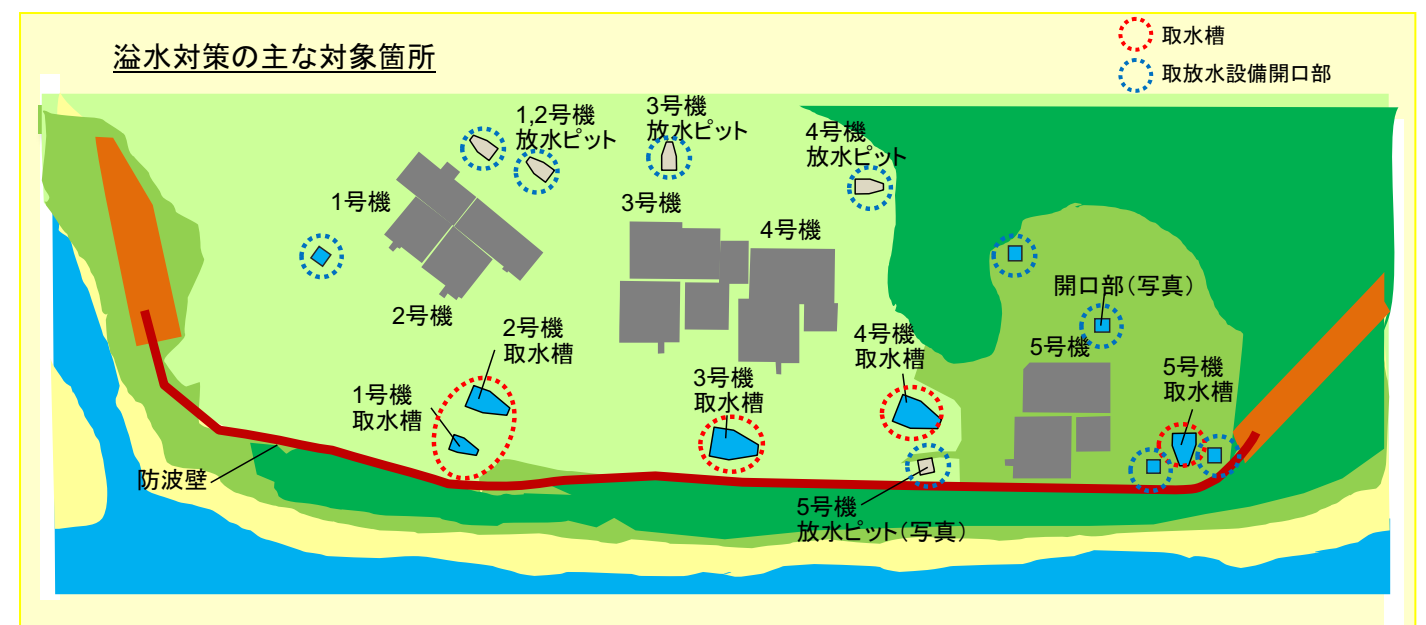 溢水対策の主な対象箇所
取水槽
取放水設備開口部
1,2号機
放水ピット
3号機
放水ピット
4号機
放水ピット
1号機
3号機
4号機
2号機
開口部(写真)
2号機
取水槽
4号機
取水槽
5号機
5号機
取水槽
1号機
取水槽
3号機
取水槽
防波壁
5号機
放水ピット(写真)